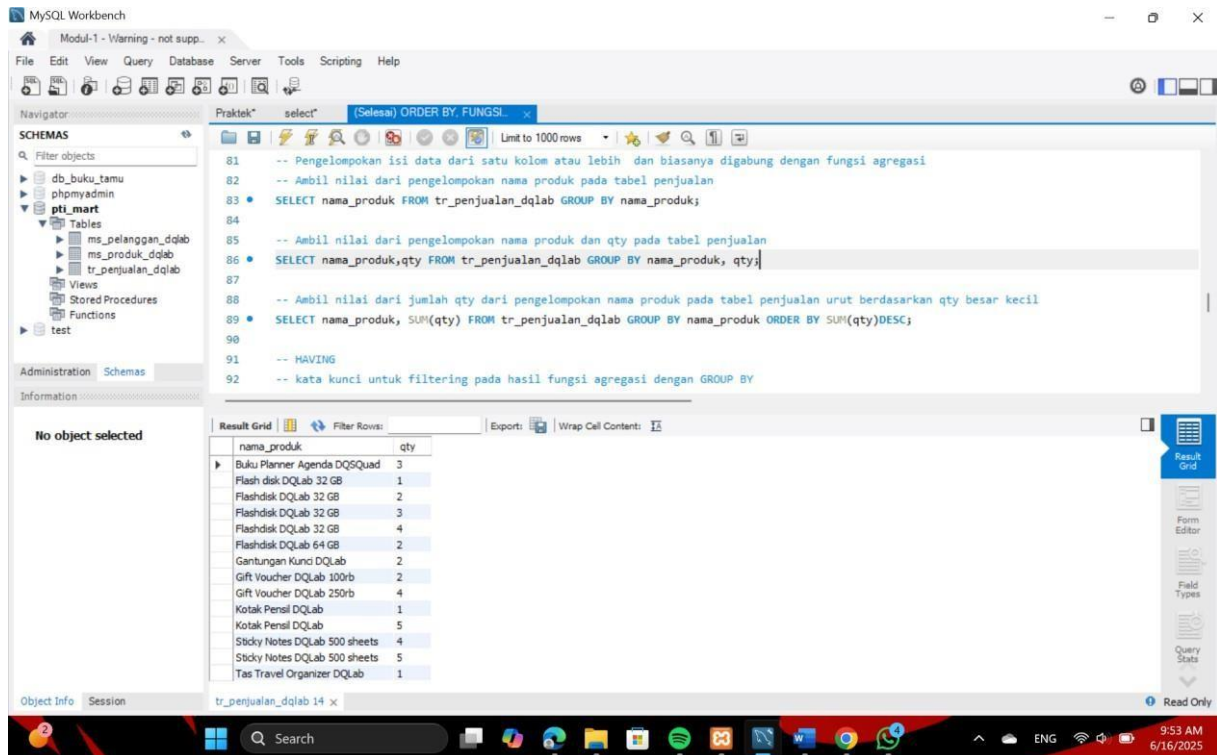 MySQL Workbench
Modul-1 - Warning - not supp...
File Edit View Query Database Server Tools Scripting Help
Navigator
Praktek* select* (Selesai) ORDER BY, FUNGSI...
SCHEMAS
Filter objects
db_buku_tamu
phpmyadmin
pti_mart
Tables
ms_pelanggan_dqlab
ms_produk_dqlab
tr_penjualan_dqlab
Views
Stored Procedures
Functions
test
Administration Schemas
Information
No object selected
Object Info Session
Limit to 1000 rows
81 -- Pengelompokan isi data dari satu kolom atau lebih dan biasanya digabung dengan fungsi agregasi
82 -- Ambil nilai dari pengelompokan nama produk pada tabel penjualan
83 SELECT nama_produk FROM tr_penjualan_dqlab GROUP BY nama_produk;
84
85 -- Ambil nilai dari pengelompokan nama produk dan qty pada tabel penjualan
86 SELECT nama_produk,qty FROM tr_penjualan_dqlab GROUP BY nama_produk, qty;
87
88 -- Ambil nilai dari jumlah qty dari pengelompokan nama produk pada tabel penjualan urut berdasarkan qty besar kecil
89 SELECT nama_produk, SUM(qty) FROM tr_penjualan_dqlab GROUP BY nama_produk ORDER BY SUM(qty)DESC;
90
91 -- HAVING
92 -- kata kunci untuk filtering pada hasil fungsi agregasi dengan GROUP BY
Result Grid Filter Rows: Export: Wrap Cell Content:
nama_produk qty
Buku Planner Agenda DQSQuad 3
Flash disk DQLab 32 GB 1
Flashdisk DQLab 32 GB 2
Flashdisk DQLab 32 GB 3
Flashdisk DQLab 32 GB 4
Flashdisk DQLab 64 GB 2
Gantungan Kunci DQLab 2
Gift Voucher DQLab 100rb 2
Gift Voucher DQLab 250rb 4
Kotak Pensil DQLab 1
Kotak Pensil DQLab 5
Sticky Notes DQLab 500 sheets 4
Sticky Notes DQLab 500 sheets 5
Tas Travel Organizer DQLab 1
Result
Grid
Form
Editor
Field
Types
Query
Stats
tr_penjualan_dqlab 14
Read Only
2
Search
4
ENG
9:53 AM
6/16/2025